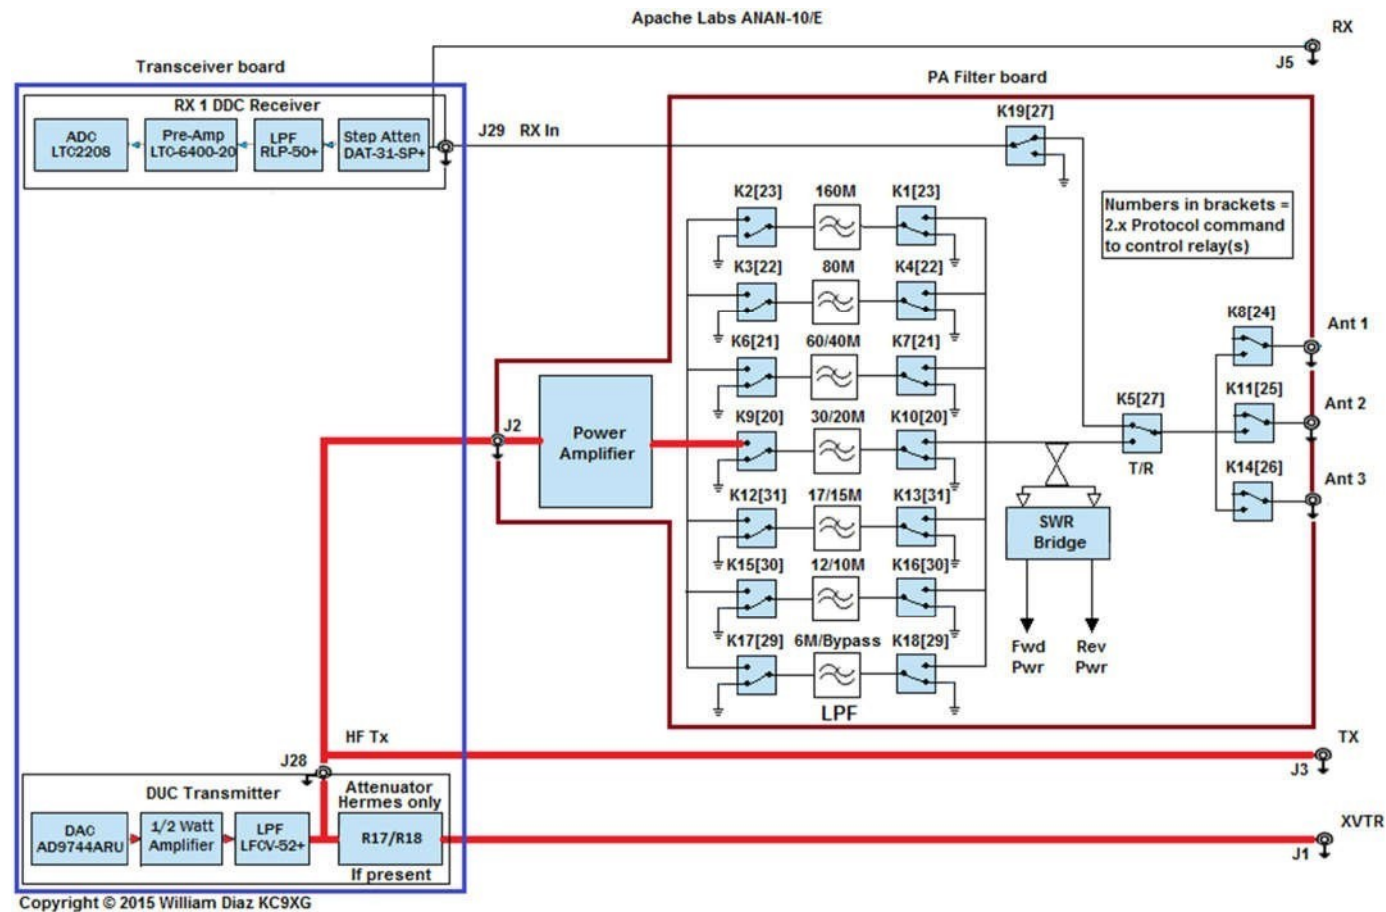 Apache Labs ANAN-10/E
RX
J5
Transceiver board
PA Filter board
RX 1 DDC Receiver
ADC
LTC2208
Pre-Amp
LTC-6400-20
LPF
RLP-50+
Step Atten
DAT-31-SP+
J29 RX In
K19[27]
Numbers in brackets =
2.x Protocol command
to control relay(s)
K2[23]
160M
K1[23]
K3[22]
80M
K4[22]
K6[21]
60/40M
K7[21]
K9[20]
30/20M
K10[20]
K12[31]
17/15M
K13[31]
K15[30]
12/10M
K16[30]
K17[29]
6M/Bypass
K18[29]
LPF
J2
Power
Amplifier
K5[27]
T/R
SWR
Bridge
Fwd
Pwr
Rev
Pwr
K8[24]
Ant 1
K11[25]
Ant 2
K14[26]
Ant 3
HF Tx
TX
J3
J28
DUC Transmitter
Attenuator
Hermes only
DAC
AD9744ARU
1/2 Watt
Amplifier
LPF
LFCV-52+
R17/R18
If present
XVTR
J1
Copyright © 2015 William Diaz KC9XG